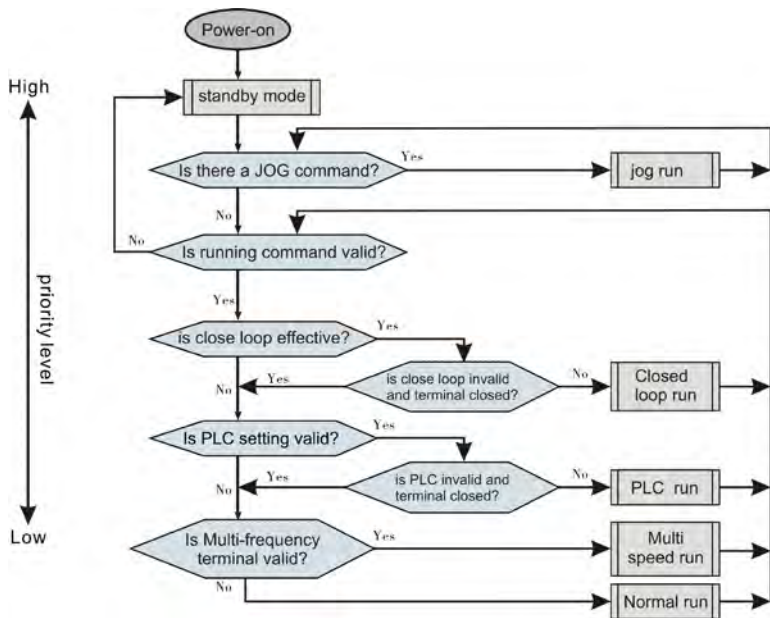 Power-on
High
standby mode
Is there a JOG command?
Yes
jog run
No
No
Is running command valid?
Yes
priority level
is close loop effective?
Yes
No
Yes
is close loop invalid
and terminal closed?
No
Closed
loop run
Is PLC setting valid?
Yes
No
Yes
is PLC invalid and
terminal closed?
No
PLC run
Low
Is Multi-frequency
terminal valid?
Yes
Multi
speed run
No
Normal run